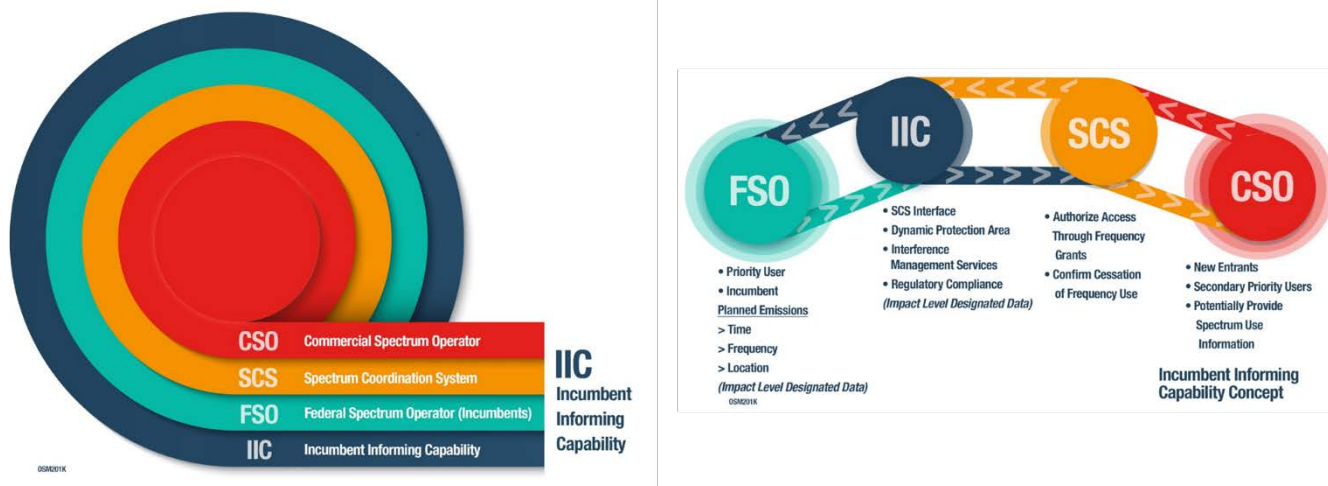 CSO Commercial Spectrum Operator
SCS Spectrum Coordination System
FSO Federal Spectrum Operator (Incumbents)
IIC Incumbent Informing Capability
IIC
Incumbent
Informing
Capability
OSM201K
FSO
IIC
SCS
CSO
• Priority User
• Incumbent
Planned Emissions
> Time
> Frequency
> Location
(Impact Level Designated Data)
OSM201K
• SCS Interface
• Dynamic Protection Area
• Interference
Management Services
• Regulatory Compliance
(Impact Level Designated Data)
• Authorize Access
Through Frequency
Grants
• Confirm Cessation
of Frequency Use
• New Entrants
• Secondary Priority Users
• Potentially Provide
Spectrum Use
Information
Incumbent Informing
Capability Concept